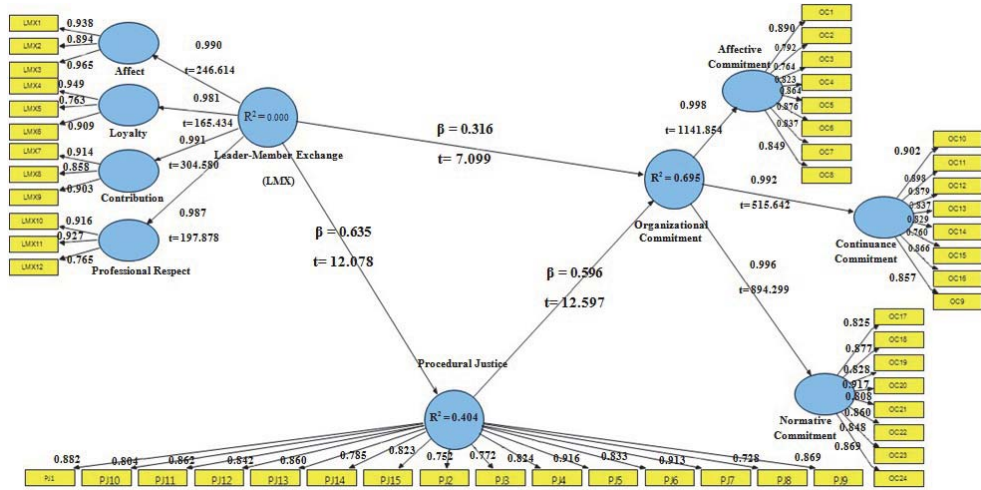 LMX1
0.938
LMX2
0.894
LMX3
0.965
Affect
0.990
t=246.614
LMX4
0.949
LMX5
0.763
LMX6
0.909
Loyalty
0.981
t=165.434
LMX7
0.914
LMX8
0.858
LMX9
0.903
Contribution
0.991
t=304.580
LMX10
0.916
LMX11
0.927
LMX12
0.765
Professional Respect
0.987
t=197.878
R² = 0.000
Leader-Member Exchange
(LMX)
β = 0.316
t= 7.099
β = 0.635
t= 12.078
β = 0.596
t= 12.597
R² = 0.695
Organizational
Commitment
0.998
t=1141.854
Affective
Commitment
0.890
0.792
0.764
0.823
0.864
0.876
0.837
0.849
OC1
OC2
OC3
OC4
OC5
OC6
OC7
OC8
0.992
t=515.642
Continuance
Commitment
0.902
0.898
0.879
0.837
0.829
0.760
0.866
0.857
OC10
OC11
OC12
OC13
OC14
OC15
OC16
OC9
0.996
t=894.299
Normative
Commitment
0.825
0.877
0.828
0.917
0.808
0.860
0.848
0.869
OC17
OC18
OC19
OC20
OC21
OC22
OC23
OC24
Procedural Justice
R² = 0.404
0.882
0.804
0.862
0.842
0.860
0.785
0.823
0.752
0.772
0.824
0.916
0.833
0.913
0.728
0.869
PJ1
PJ10
PJ11
PJ12
PJ13
PJ14
PJ15
PJ2
PJ3
PJ4
PJ5
PJ6
PJ7
PJ8
PJ9